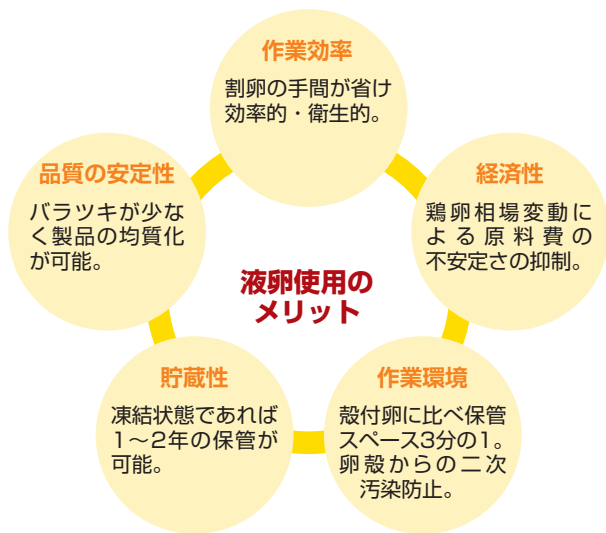 作業効率
割卵の手間が省け
効率的・衛生的。
経済性
鶏卵相場変動に
よる原料費の
不安定さの抑制。
作業環境
殻付卵に比べ保管
スペース3分の1。
卵殻からの二次
汚染防止。
貯蔵性
凍結状態であれば
1〜2年の保管が
可能。
品質の安定性
バラツキが少な
く製品の均質化
が可能。
液卵使用の
メリット